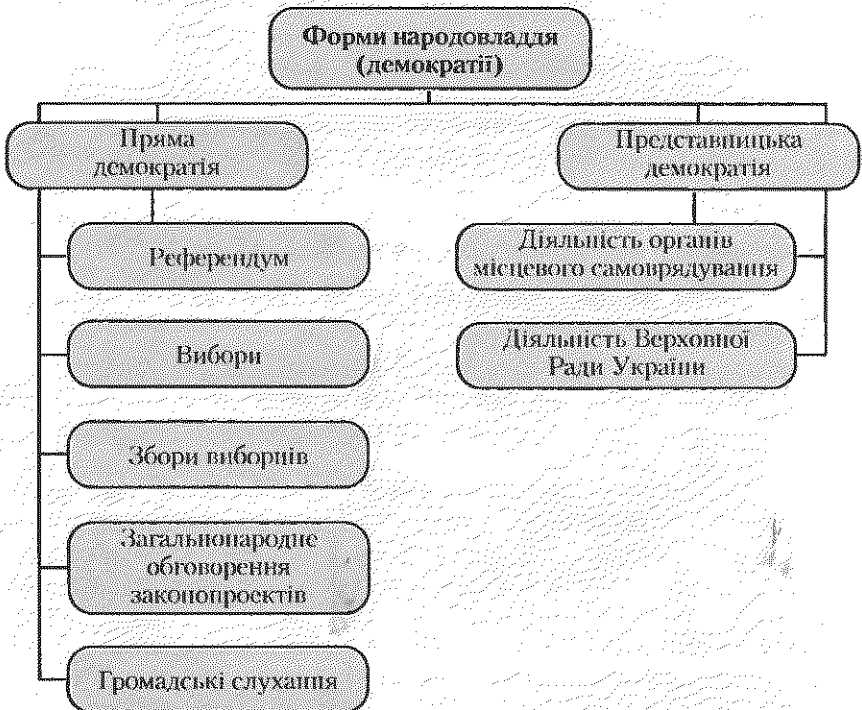 Форми народовладдя
(демократії)
Пряма
демократія
Представницька
демократія
Референдум
Діяльність органів
місцевого самоврядування
Вибори
Діяльність Верховної
Ради України
Збори виборців
Загальнонародне
обговорення
законопроектів
Громадські слухання